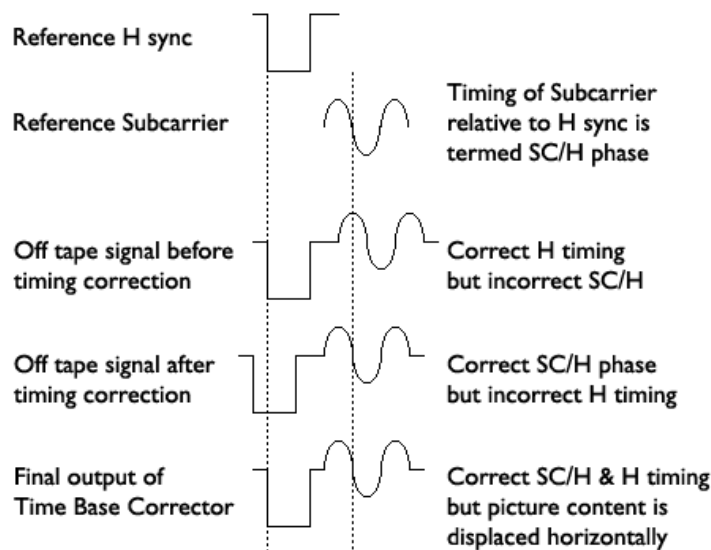 Reference H sync
Reference Subcarrier
Timing of Subcarrier
relative to H sync is
termed SC/H phase
Off tape signal before
timing correction
Correct H timing
but incorrect SC/H
Off tape signal after
timing correction
Correct SC/H phase
but incorrect H timing
Final output of
Time Base Corrector
Correct SC/H & H timing
but picture content is
displaced horizontally